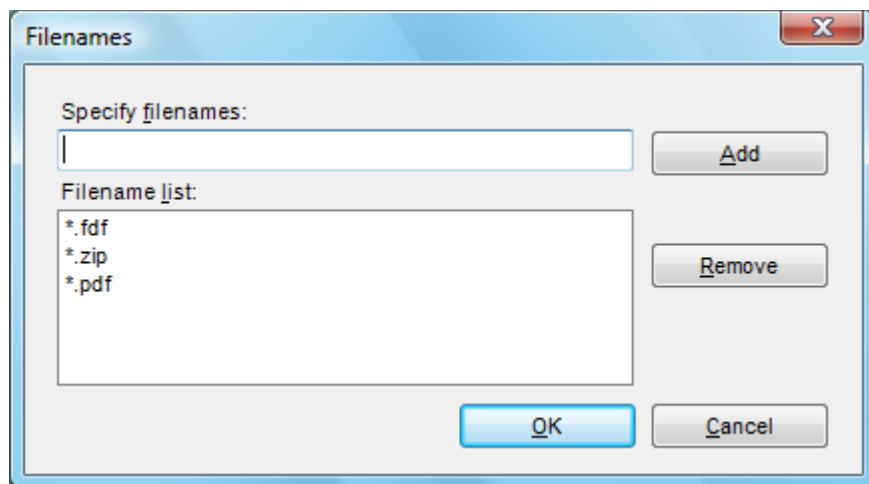 Filenames
Specify filenames:
Add
Filename list:
*.fdf
*.zip
*.pdf
Remove
OK
Cancel